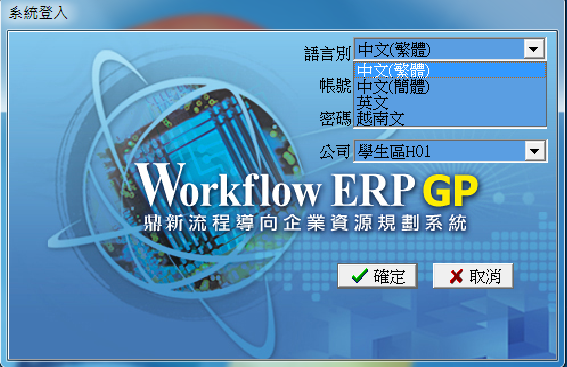 系統登入
語言別 中文(繁體)
中文(繁體)
帳號 中文(簡體)
英文
密碼 越南文
公司 學生區H01
Workflow ERP GP
鼎新流程導向企業資源規劃系統
確定 取消